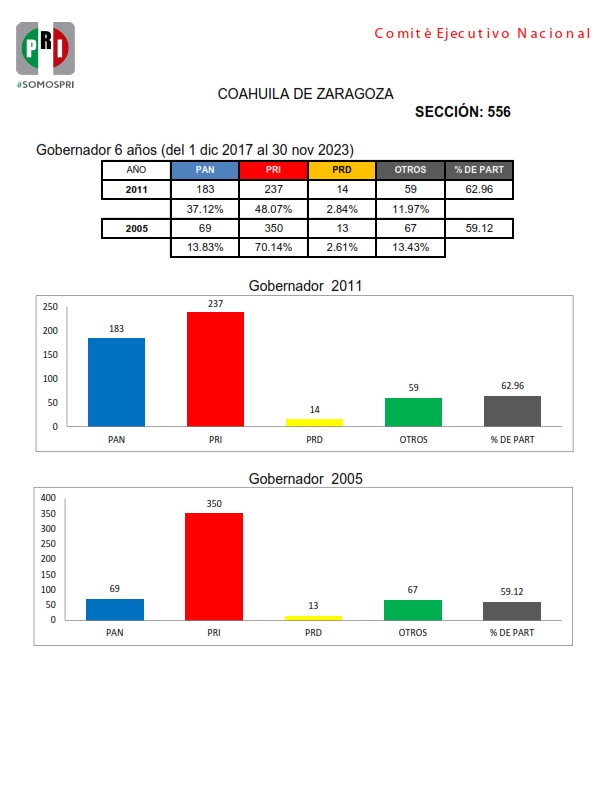 Comité Ejecutivo Nacional
PRI
#SOMOSPRI
COAHUILA DE ZARAGOZA
SECCIÓN: 556
Gobernador 6 años (del 1 dic 2017 al 30 nov 2023)
AÑO PAN PRI PRD OTROS % DE PART
2011 183 237 14 59 62.96
37.12% 48.07% 2.84% 11.97%
2005 69 350 13 67 59.12
13.83% 70.14% 2.61% 13.43%
Gobernador 2011
250
200
150
100
50
0
183
237
14
59
62.96
PAN PRI PRD OTROS % DE PART
Gobernador 2005
400
350
300
250
200
150
100
50
0
69
350
13
67
59.12
PAN PRI PRD OTROS % DE PART